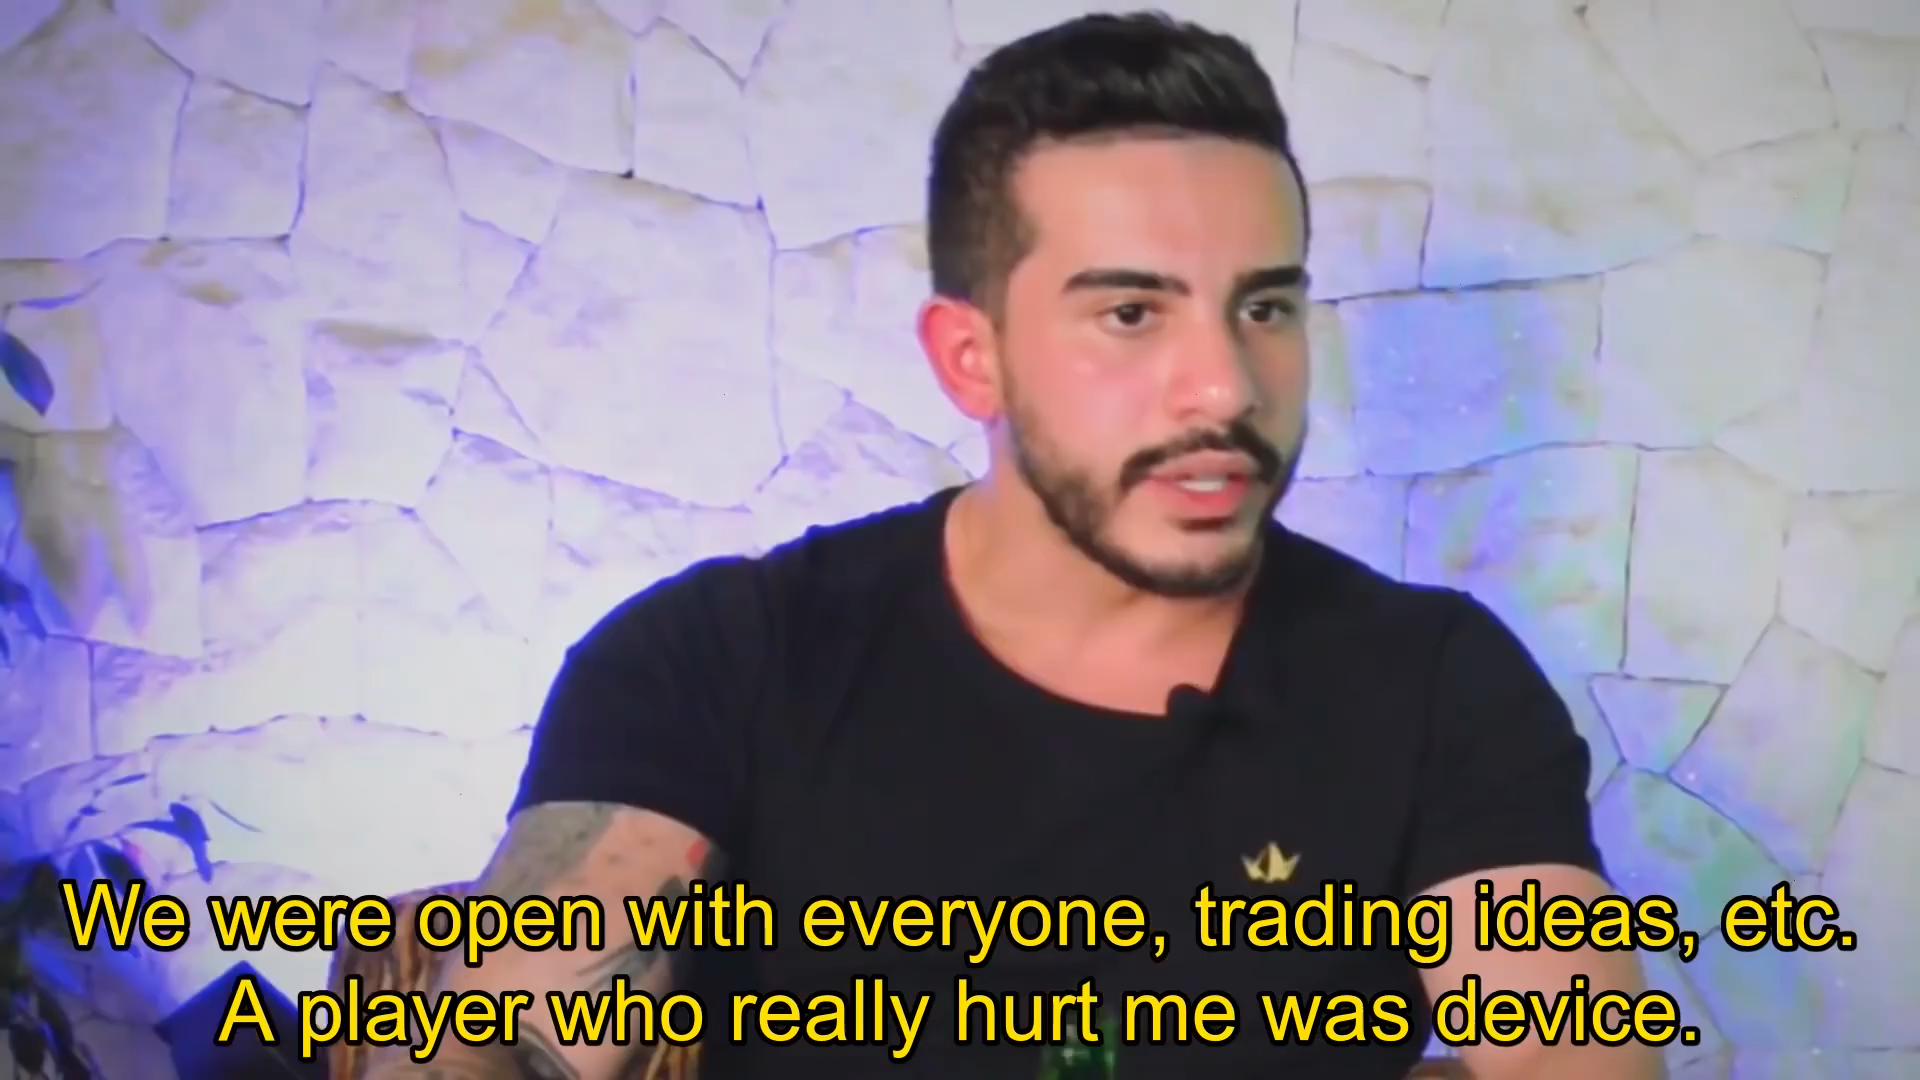 We were open with everyone, trading ideas, etc.
A player who really hurt me was device.